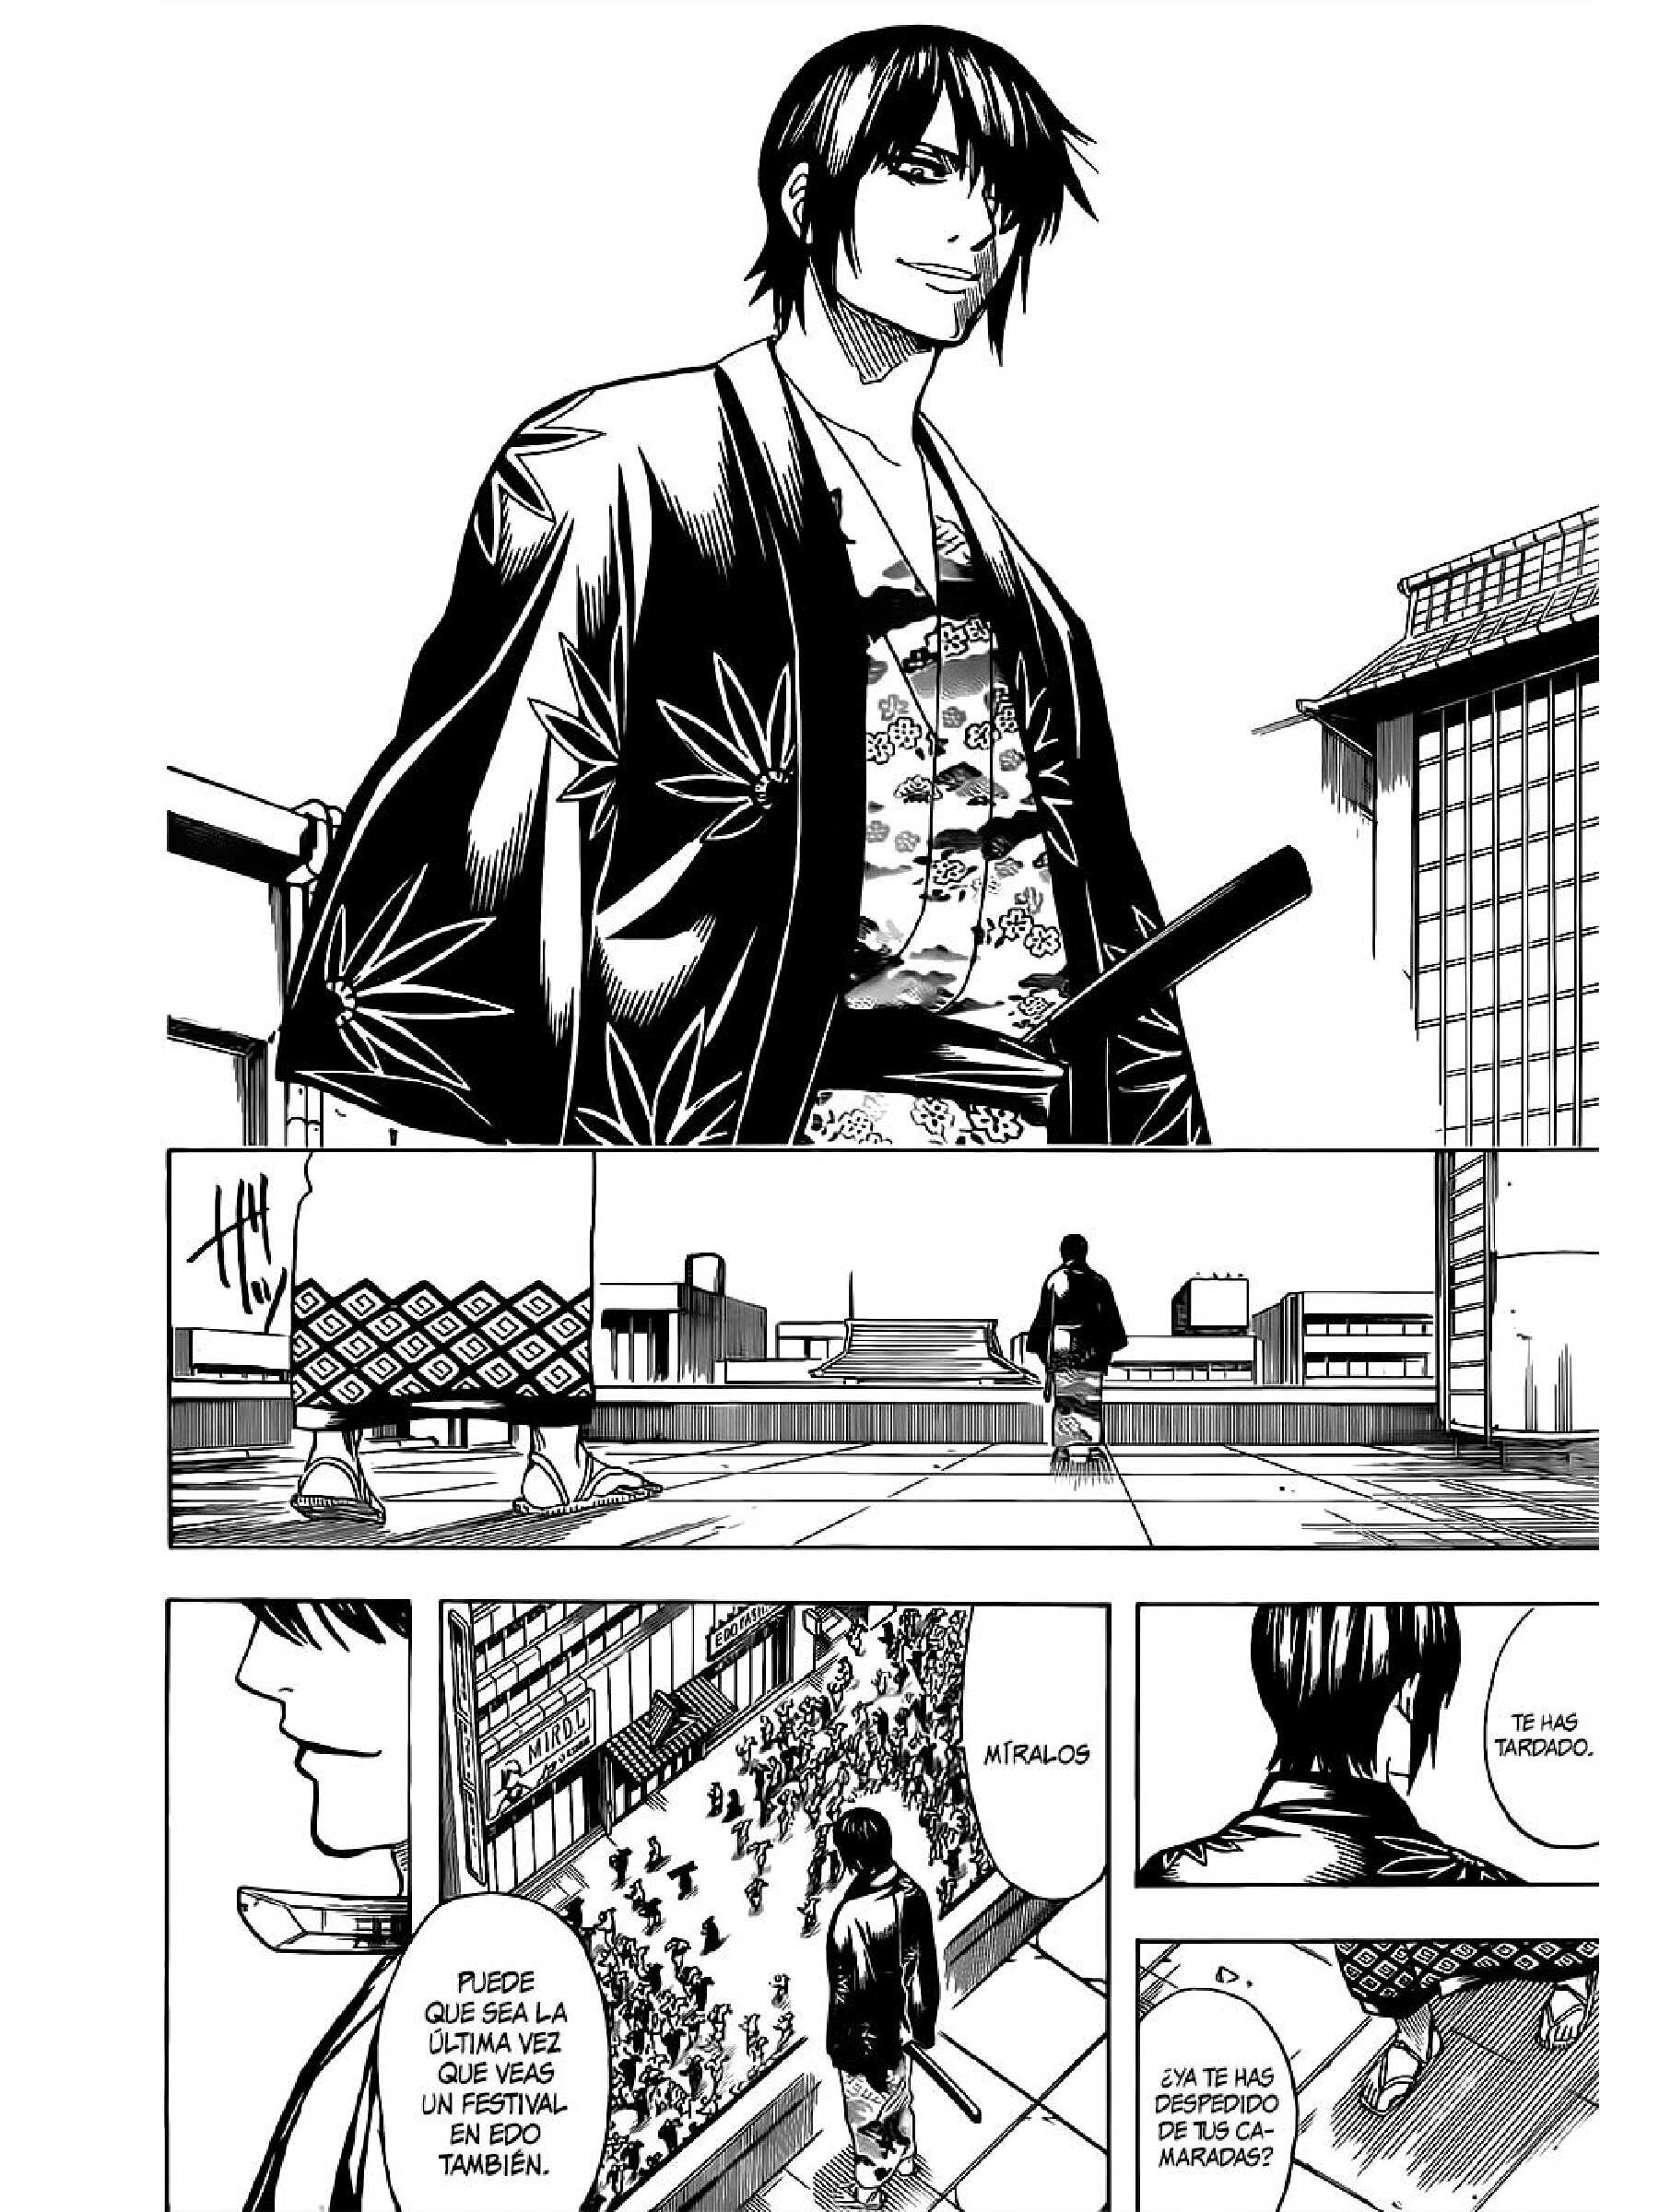 TE HAS
TARDADO.
¿YA TE HAS
DESPEDIDO
DE TUS CA-
MARADAS?
MÍRALOS
MIRO.L
PUEDE
QUE SEA LA
ÚLTIMA VEZ
QUE VEAS
UN FESTIVAL
EN EDO
TAMBIÉN.